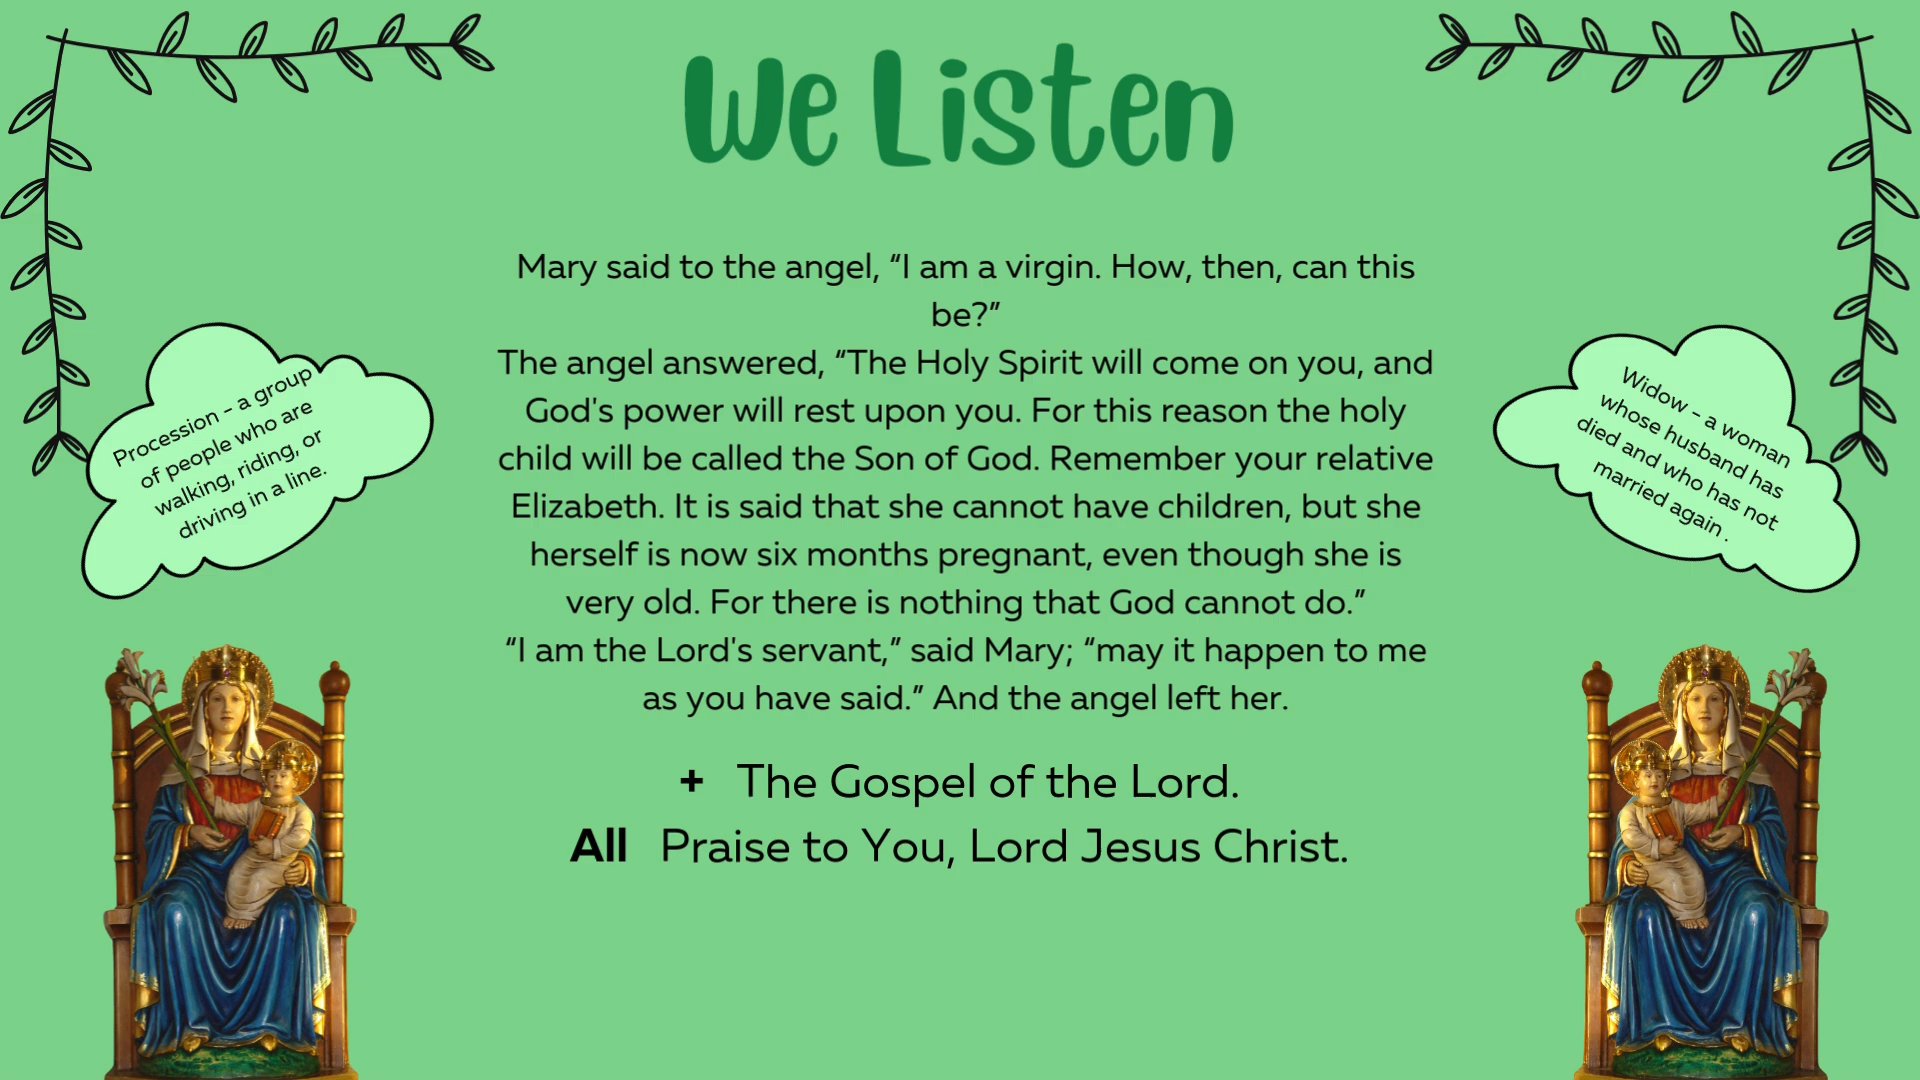 We Listen
Mary said to the angel, “I am a virgin. How, then, can this
be?”
The angel answered, “The Holy Spirit will come on you, and
God's power will rest upon you. For this reason the holy
child will be called the Son of God. Remember your relative
Elizabeth. It is said that she cannot have children, but she
herself is now six months pregnant, even though she is
very old. For there is nothing that God cannot do.”
“I am the Lord's servant,” said Mary; “may it happen to me
as you have said.” And the angel left her.
+ The Gospel of the Lord.
All Praise to You, Lord Jesus Christ.
Procession - a group
of people who are
walking, riding, or
driving in a line.
Widow - a woman
whose husband has
died and who has not
married again .